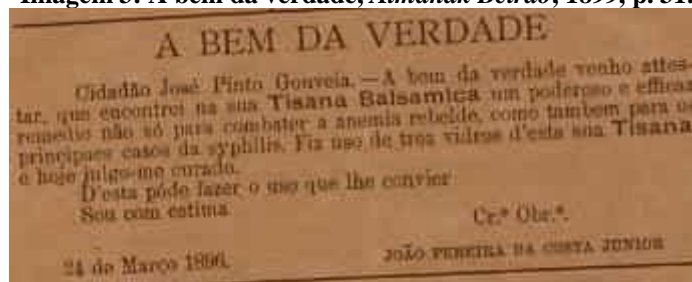 Imagem 3: A bem da verdade, Almanak Beirão, 1899, p. 31.
A BEM DA VERDADE
Cidadão José Pinto Gouveia. — A bem da verdade venho attes-
tar, que encontrei na sua Tisana Balsamica um poderoso e efficaz
remedio não só para combater a anemia rebelde, como tambem para os
principaes casos da syphilis. Fiz uso de tres vidros d'esta sua Tisana
e hoje julgo-me curado.
D'esta póde fazer o uso que lhe convier
Sou com estima
Cr.º Obr.º.
24 de Março 1896.
JOÃO PEREIRA DA COSTA JUNIOR